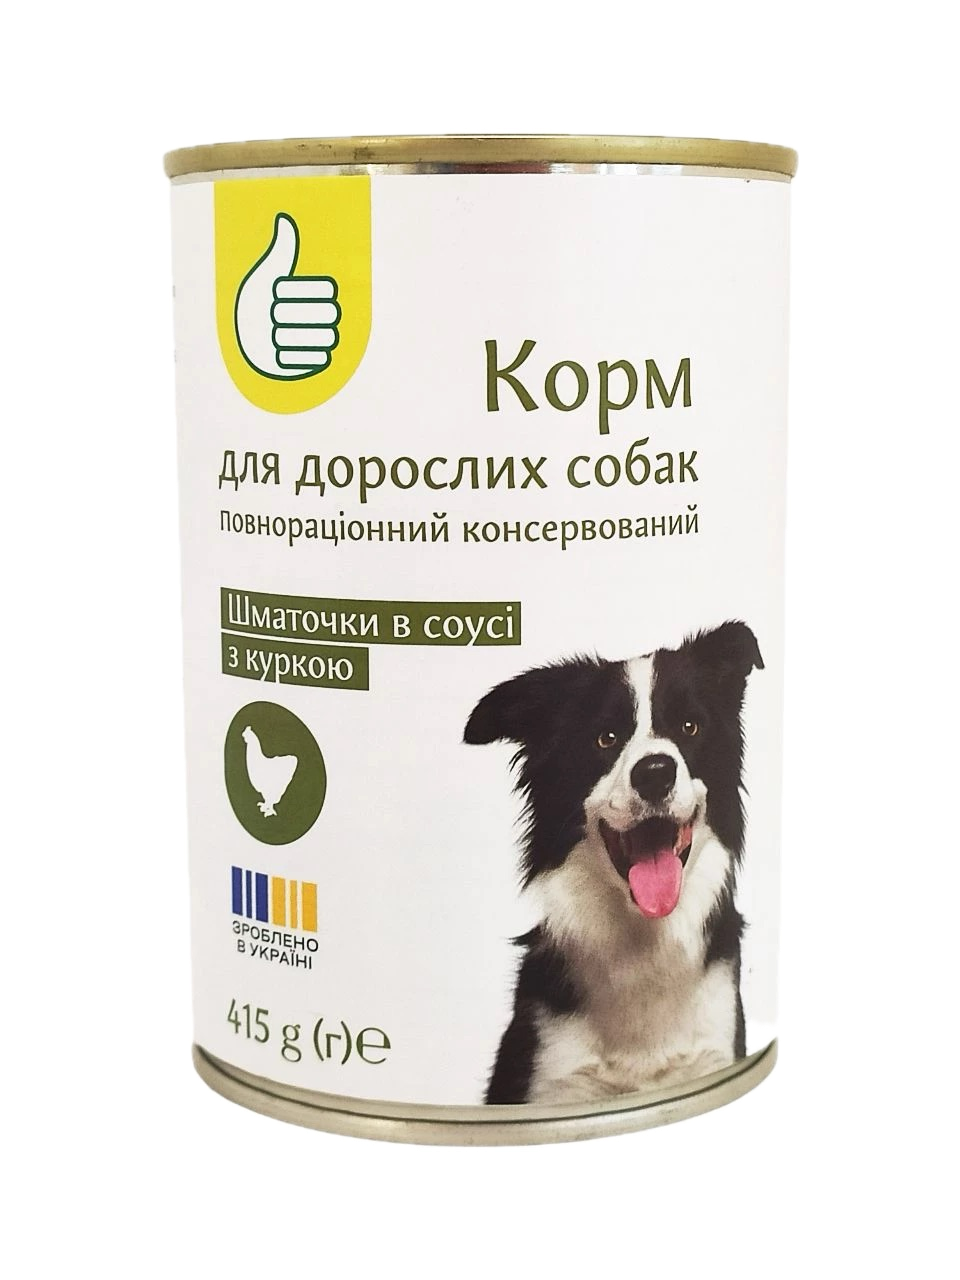 Корм
для дорослих собак
повнораціонний консервований
Шматочки в соусі
з куркою
ЗРОБЛЕНО
В УКРАЇНІ
415 g (г)℮